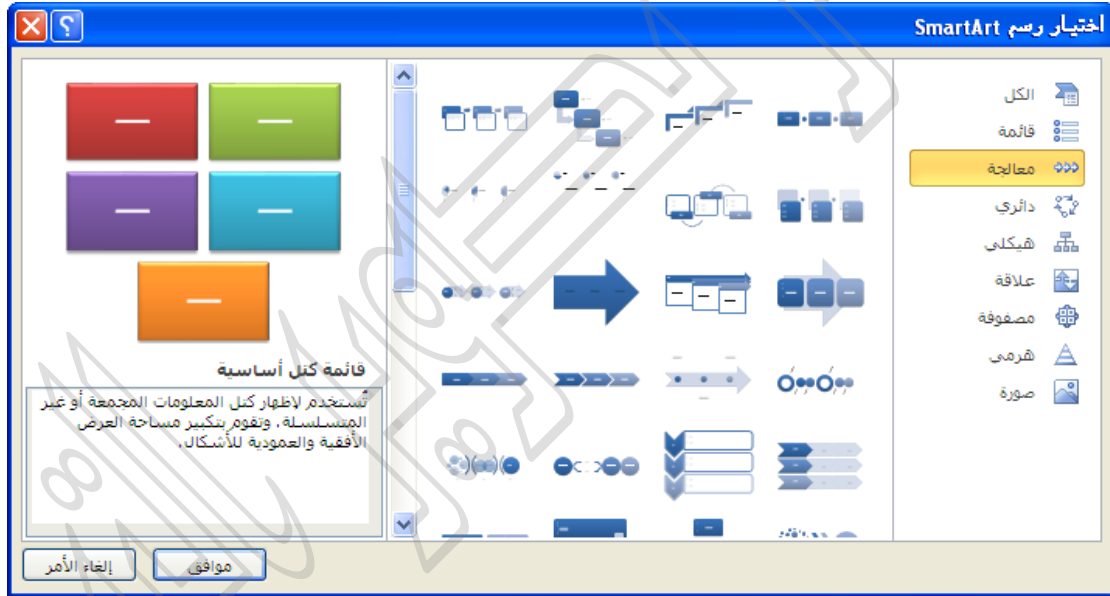 اختيار رسم SmartArt
الكل
قائمة
معالجة
دائري
هيكلي
علاقة
مصفوفة
هرمي
صورة
قائمة كتل أساسية
تُستخدم لإظهار كتل المعلومات المجمعة أو غير
المتسلسلة. وتقوم بتكبير مساحة العرض
الأفقية والعمودية للأشكال.
موافق
إلغاء الأمر